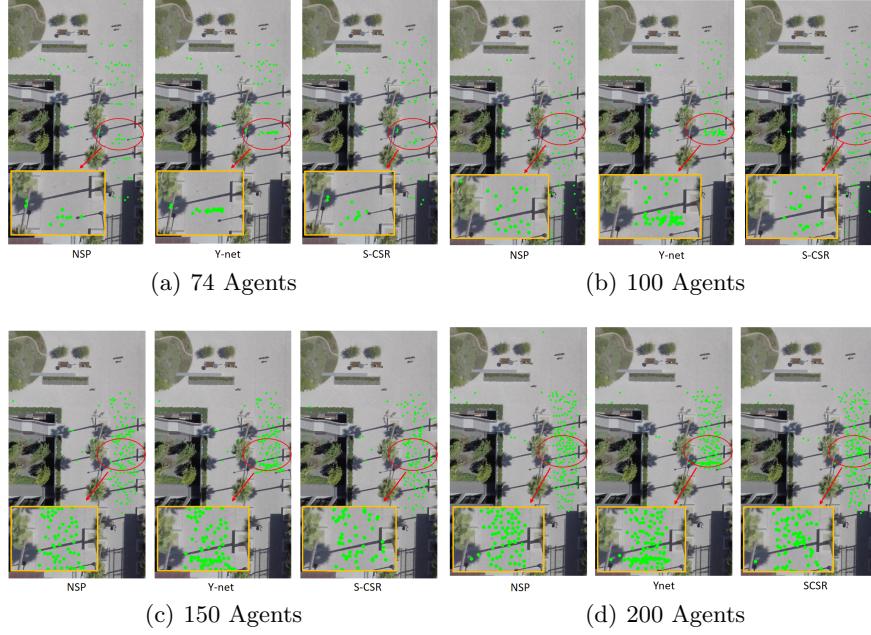 NSP Y-net S-CSR NSP Y-net S-CSR
(a) 74 Agents (b) 100 Agents
NSP Y-net S-CSR NSP Ynet SCSR
(c) 150 Agents (d) 200 Agents